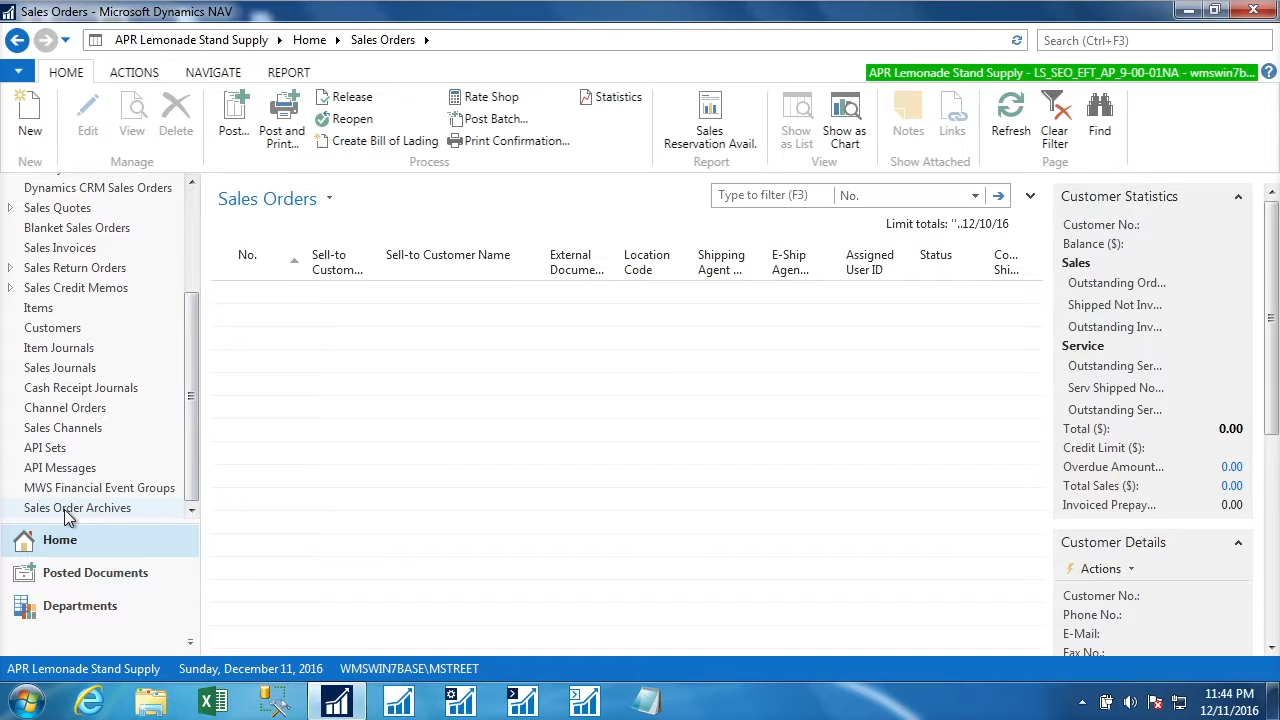 Sales Orders - Microsoft Dynamics NAV
APR Lemonade Stand Supply
Home
Sales Orders
Search (Ctrl+F3)
HOME
ACTIONS
NAVIGATE
REPORT
APR Lemonade Stand Supply - LS_SEO_EFT_AP_9-00-01NA - wmswin7b...
New
Edit
View
Delete
Post...
Post and Print...
Release
Reopen
Create Bill of Lading
Rate Shop
Post Batch...
Print Confirmation...
Statistics
Sales Reservation Avail.
Show as List
Show as Chart
Notes
Links
Refresh
Clear Filter
Find
New
Manage
Process
Report
View
Show Attached
Page
Dynamics CRM Sales Orders
Sales Quotes
Blanket Sales Orders
Sales Invoices
Sales Return Orders
Sales Credit Memos
Items
Customers
Item Journals
Sales Journals
Cash Receipt Journals
Channel Orders
Sales Channels
API Sets
API Messages
MWS Financial Event Groups
Sales Order Archives
Home
Posted Documents
Departments
Sales Orders
Type to filter (F3)
No.
Limit totals: ''..12/10/16
No.
Sell-to Custom...
Sell-to Customer Name
External Docume...
Location Code
Shipping Agent ...
E-Ship Agen...
Assigned User ID
Status
Co... Shi...
Customer Statistics
Customer No.:
Balance ($):
Sales
Outstanding Ord...
Shipped Not Inv...
Outstanding Inv...
Service
Outstanding Ser...
Serv Shipped No...
Outstanding Ser...
Total ($): 0.00
Credit Limit ($):
Overdue Amount... 0.00
Total Sales ($): 0.00
Invoiced Prepay... 0.00
Customer Details
Actions
Customer No.:
Phone No.:
E-Mail:
Fax No.:
APR Lemonade Stand Supply
Sunday, December 11, 2016
WMSWIN7BASE\MSTREET
11:44 PM
12/11/2016